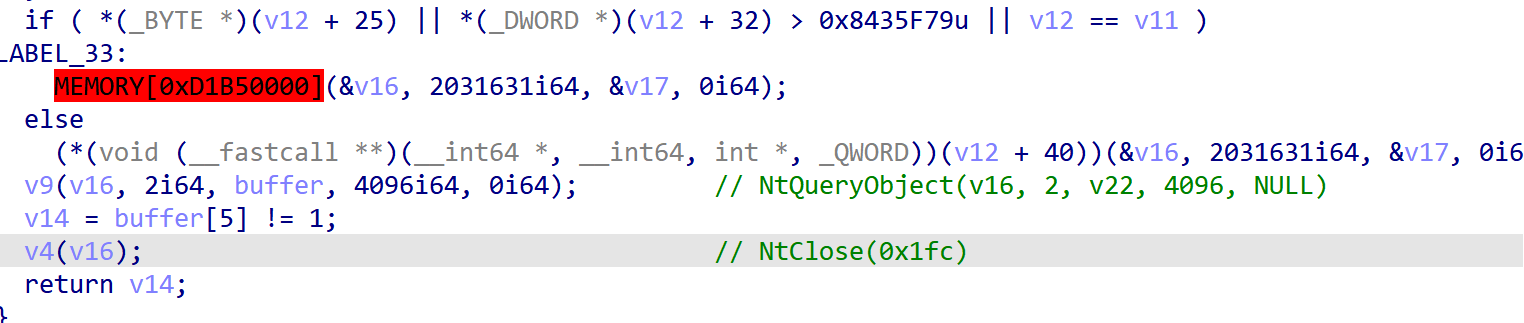 if ( *(_BYTE *)(v12 + 25) || *(_DWORD *)(v12 + 32) > 0x8435F79u || v12 == v11 )
LABEL_33:
MEMORY[0xD1B50000](&v16, 2031631i64, &v17, 0i64);
else
(*(void (__fastcall **)(__int64 *, __int64, int *, _QWORD))(v12 + 40))(&v16, 2031631i64, &v17, 0i6
v9(v16, 2i64, buffer, 4096i64, 0i64); // NtQueryObject(v16, 2, v22, 4096, NULL)
v14 = buffer[5] != 1;
v4(v16); // NtClose(0x1fc)
return v14;
}